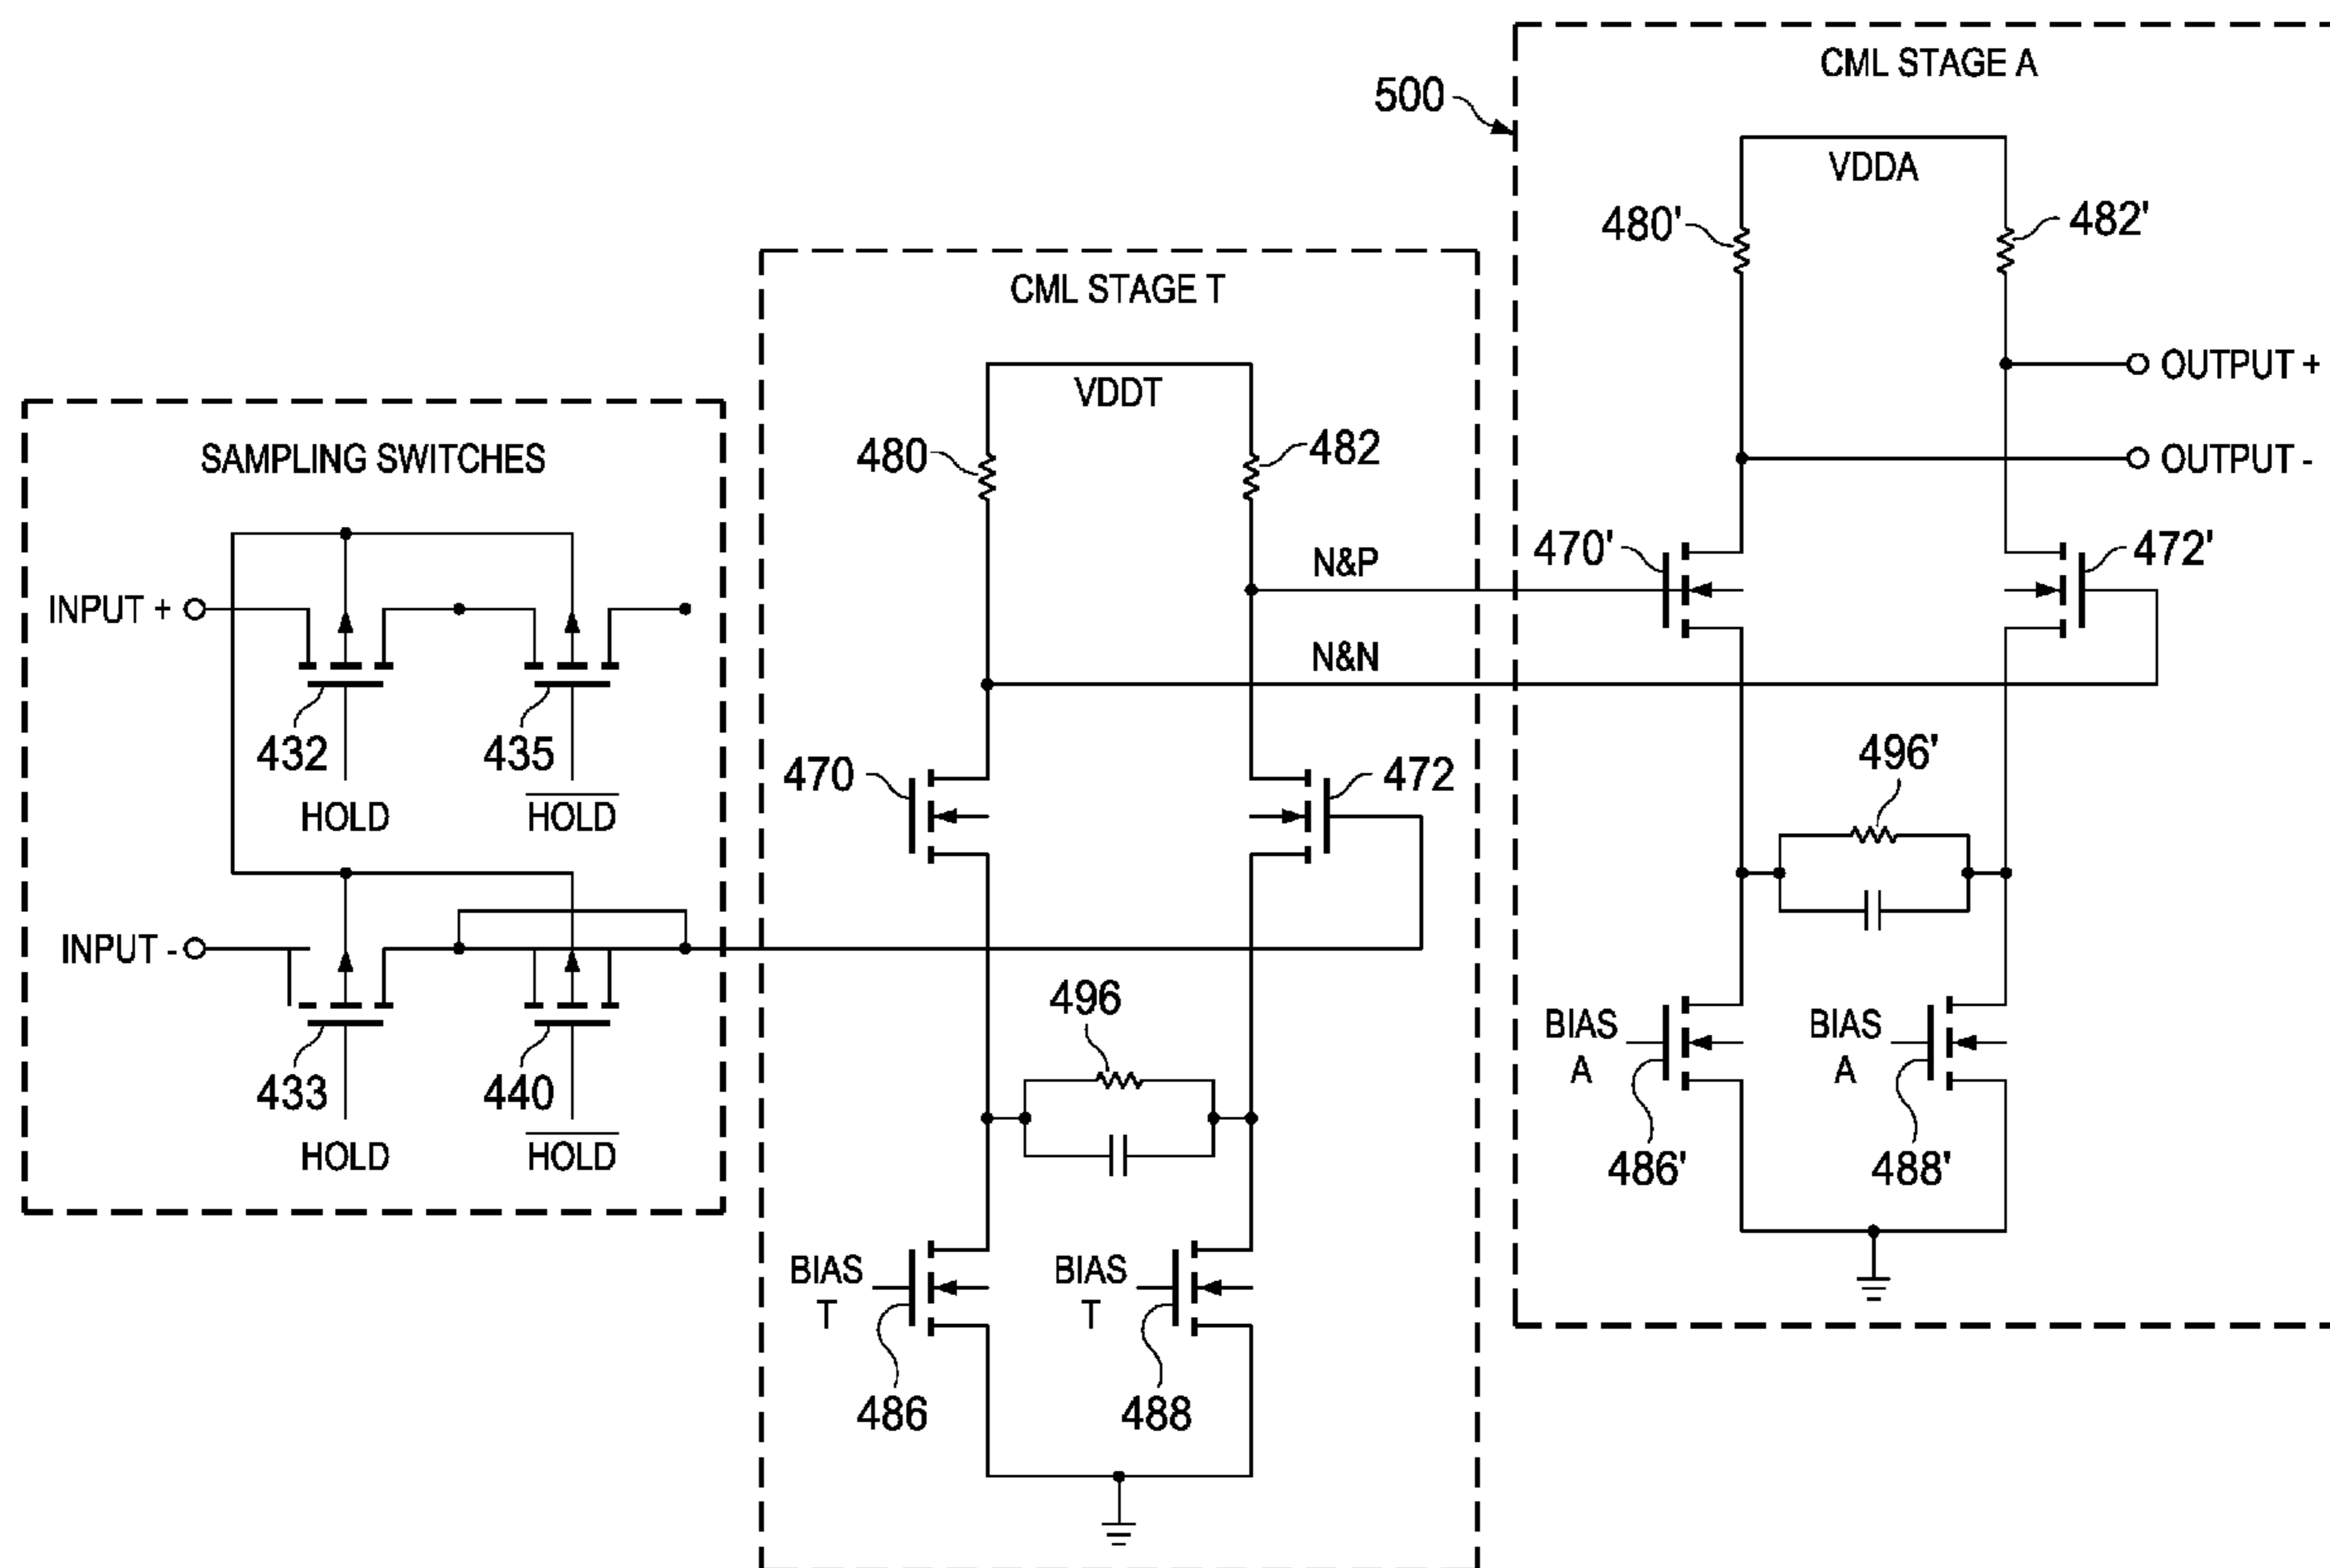 CML STAGE A
500
VDDA
480'
482'
CML STAGE T
OUTPUT +
VDDT
OUTPUT -
480
482
SAMPLING SWITCHES
470'
N&P
472'
INPUT +
N&N
432
435
470
472
496'
HOLD
HOLD
INPUT -
496
BIAS
A
BIAS
A
433
440
HOLD
HOLD
486'
488'
BIAS
T
BIAS
T
486
488